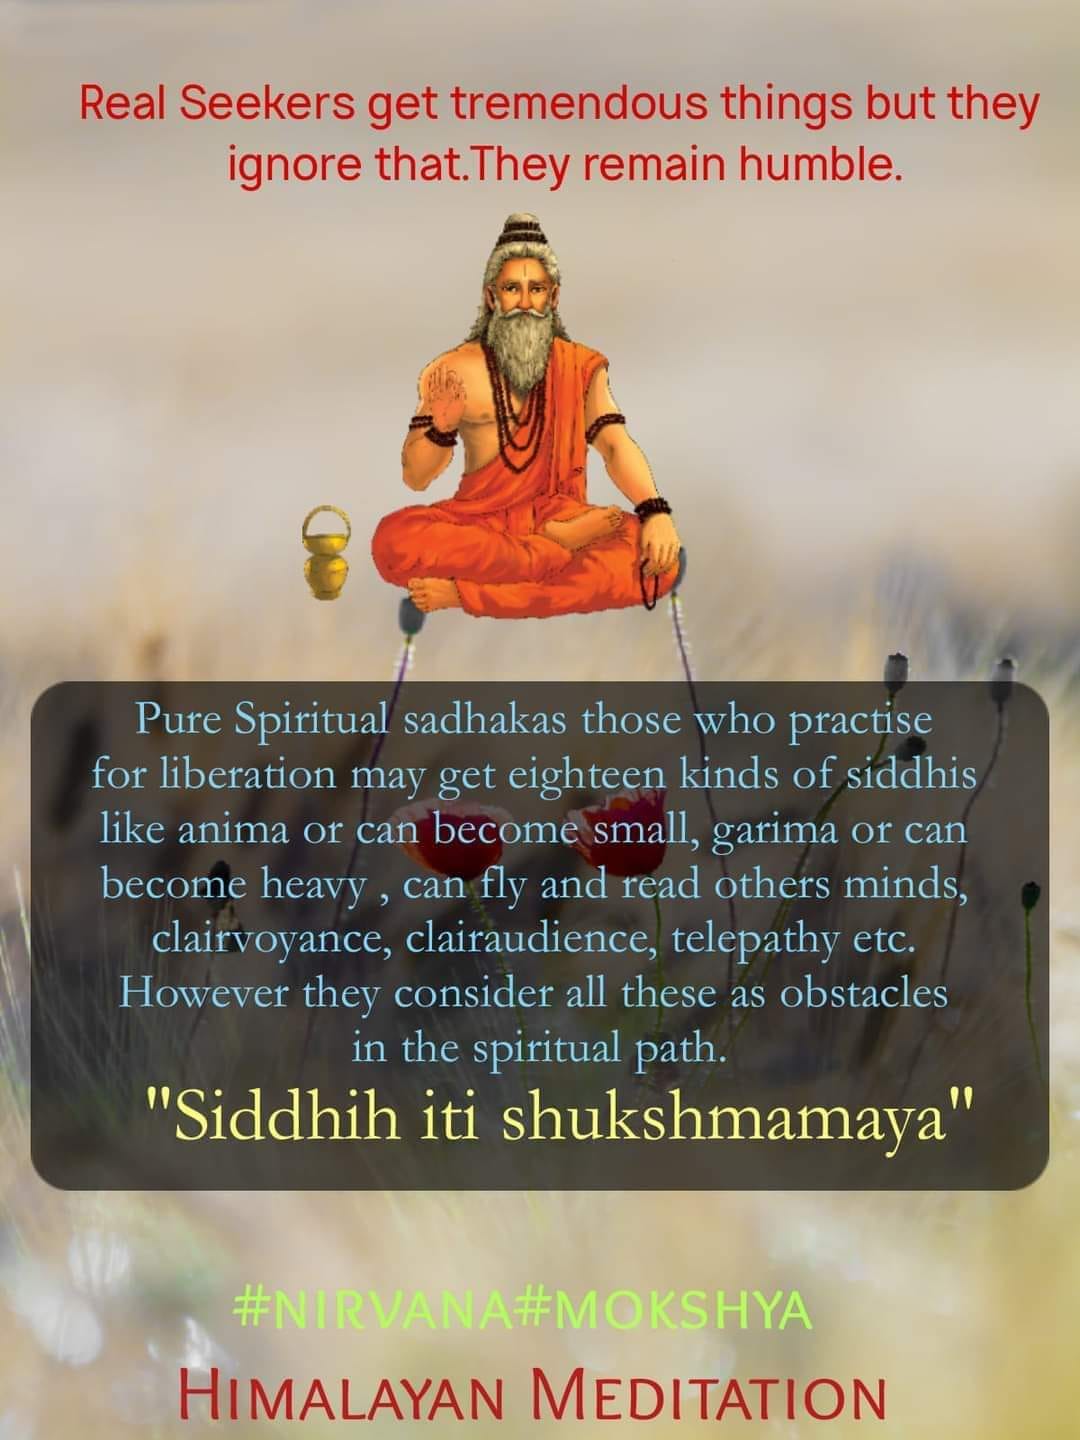 Real Seekers get tremendous things but they
ignore that.They remain humble.
Pure Spiritual sadhakas those who practise
for liberation may get eighteen kinds of siddhis
like anima or can become small, garima or can
become heavy , can fly and read others minds,
clairvoyance, clairaudience, telepathy etc.
However they consider all these as obstacles
in the spiritual path.
"Siddhih iti shukshmamaya"
#NIRVANA#MOKSHYA
HIMALAYAN MEDITATION